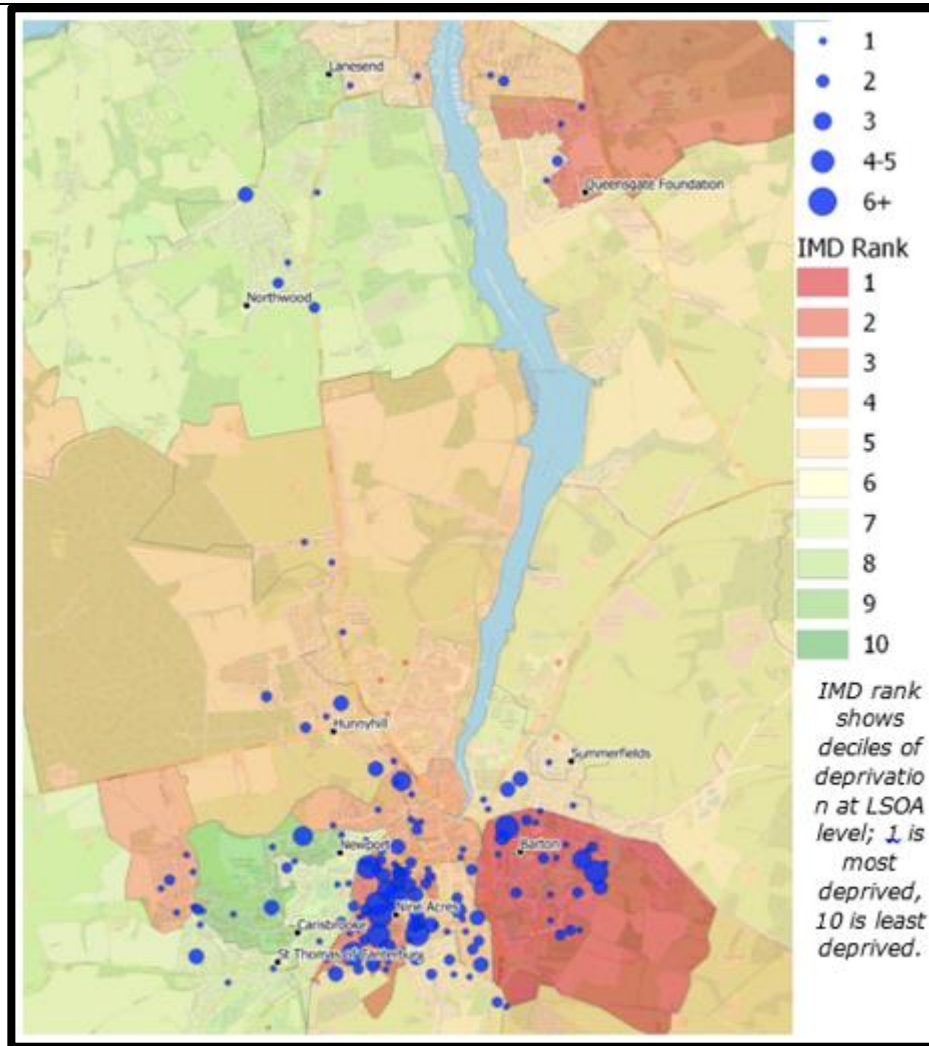 Lanesend
Queensgate Foundation
Northwood
Hunnyhill
Summerfields
Newport
Barton
Nine Acres
Carisbrooke
St Thomas of Canterbury
1
2
3
4-5
6+
IMD Rank
1
2
3
4
5
6
7
8
9
10
IMD rank
shows
deciles of
deprivatio
n at LSOA
level; 1 is
most
deprived,
10 is least
deprived.